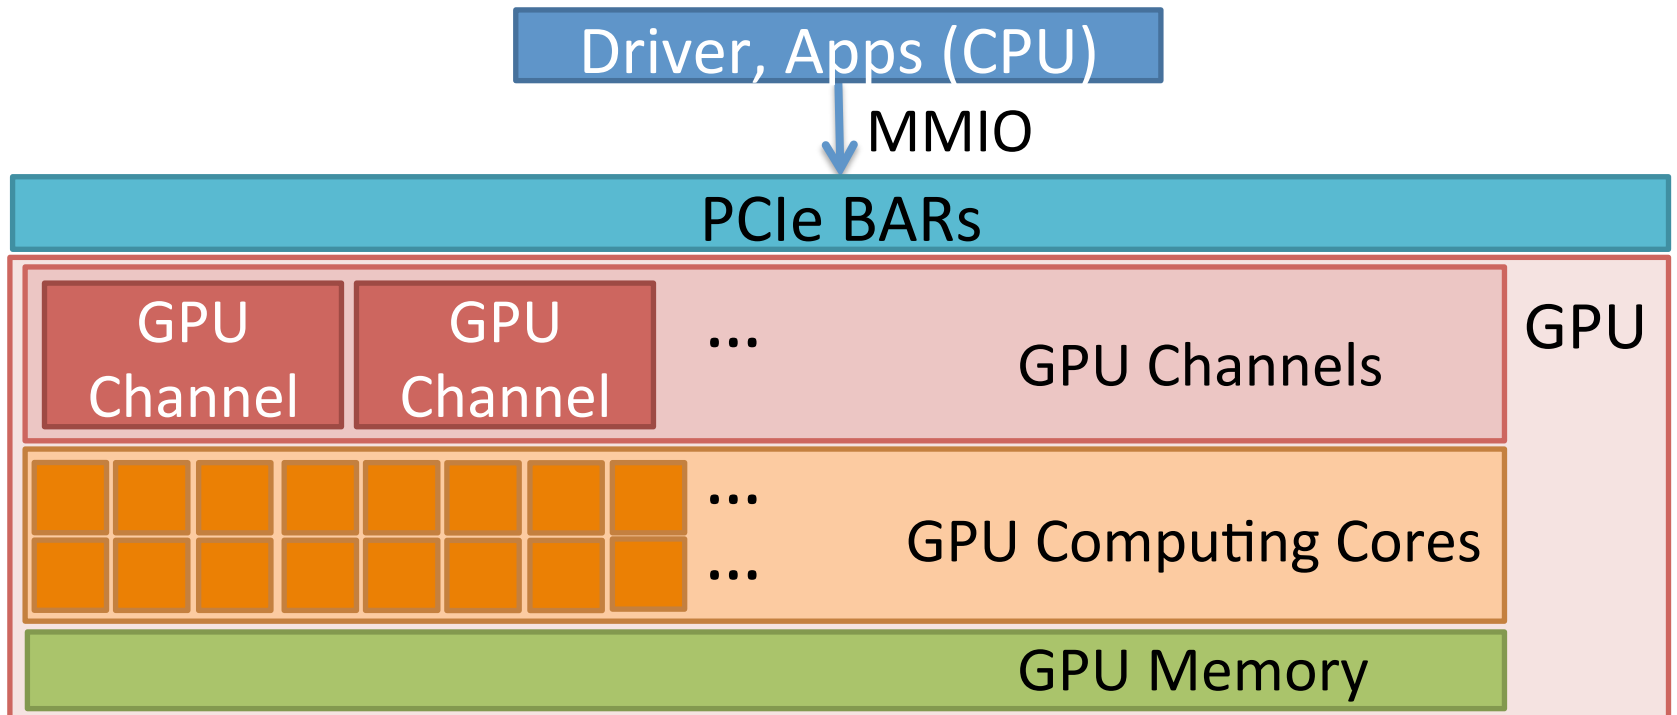 Driver, Apps (CPU)
MMIO
PCIe BARs
GPU
Channel
GPU
Channel
...
GPU Channels
GPU
...
...
GPU Computing Cores
GPU Memory